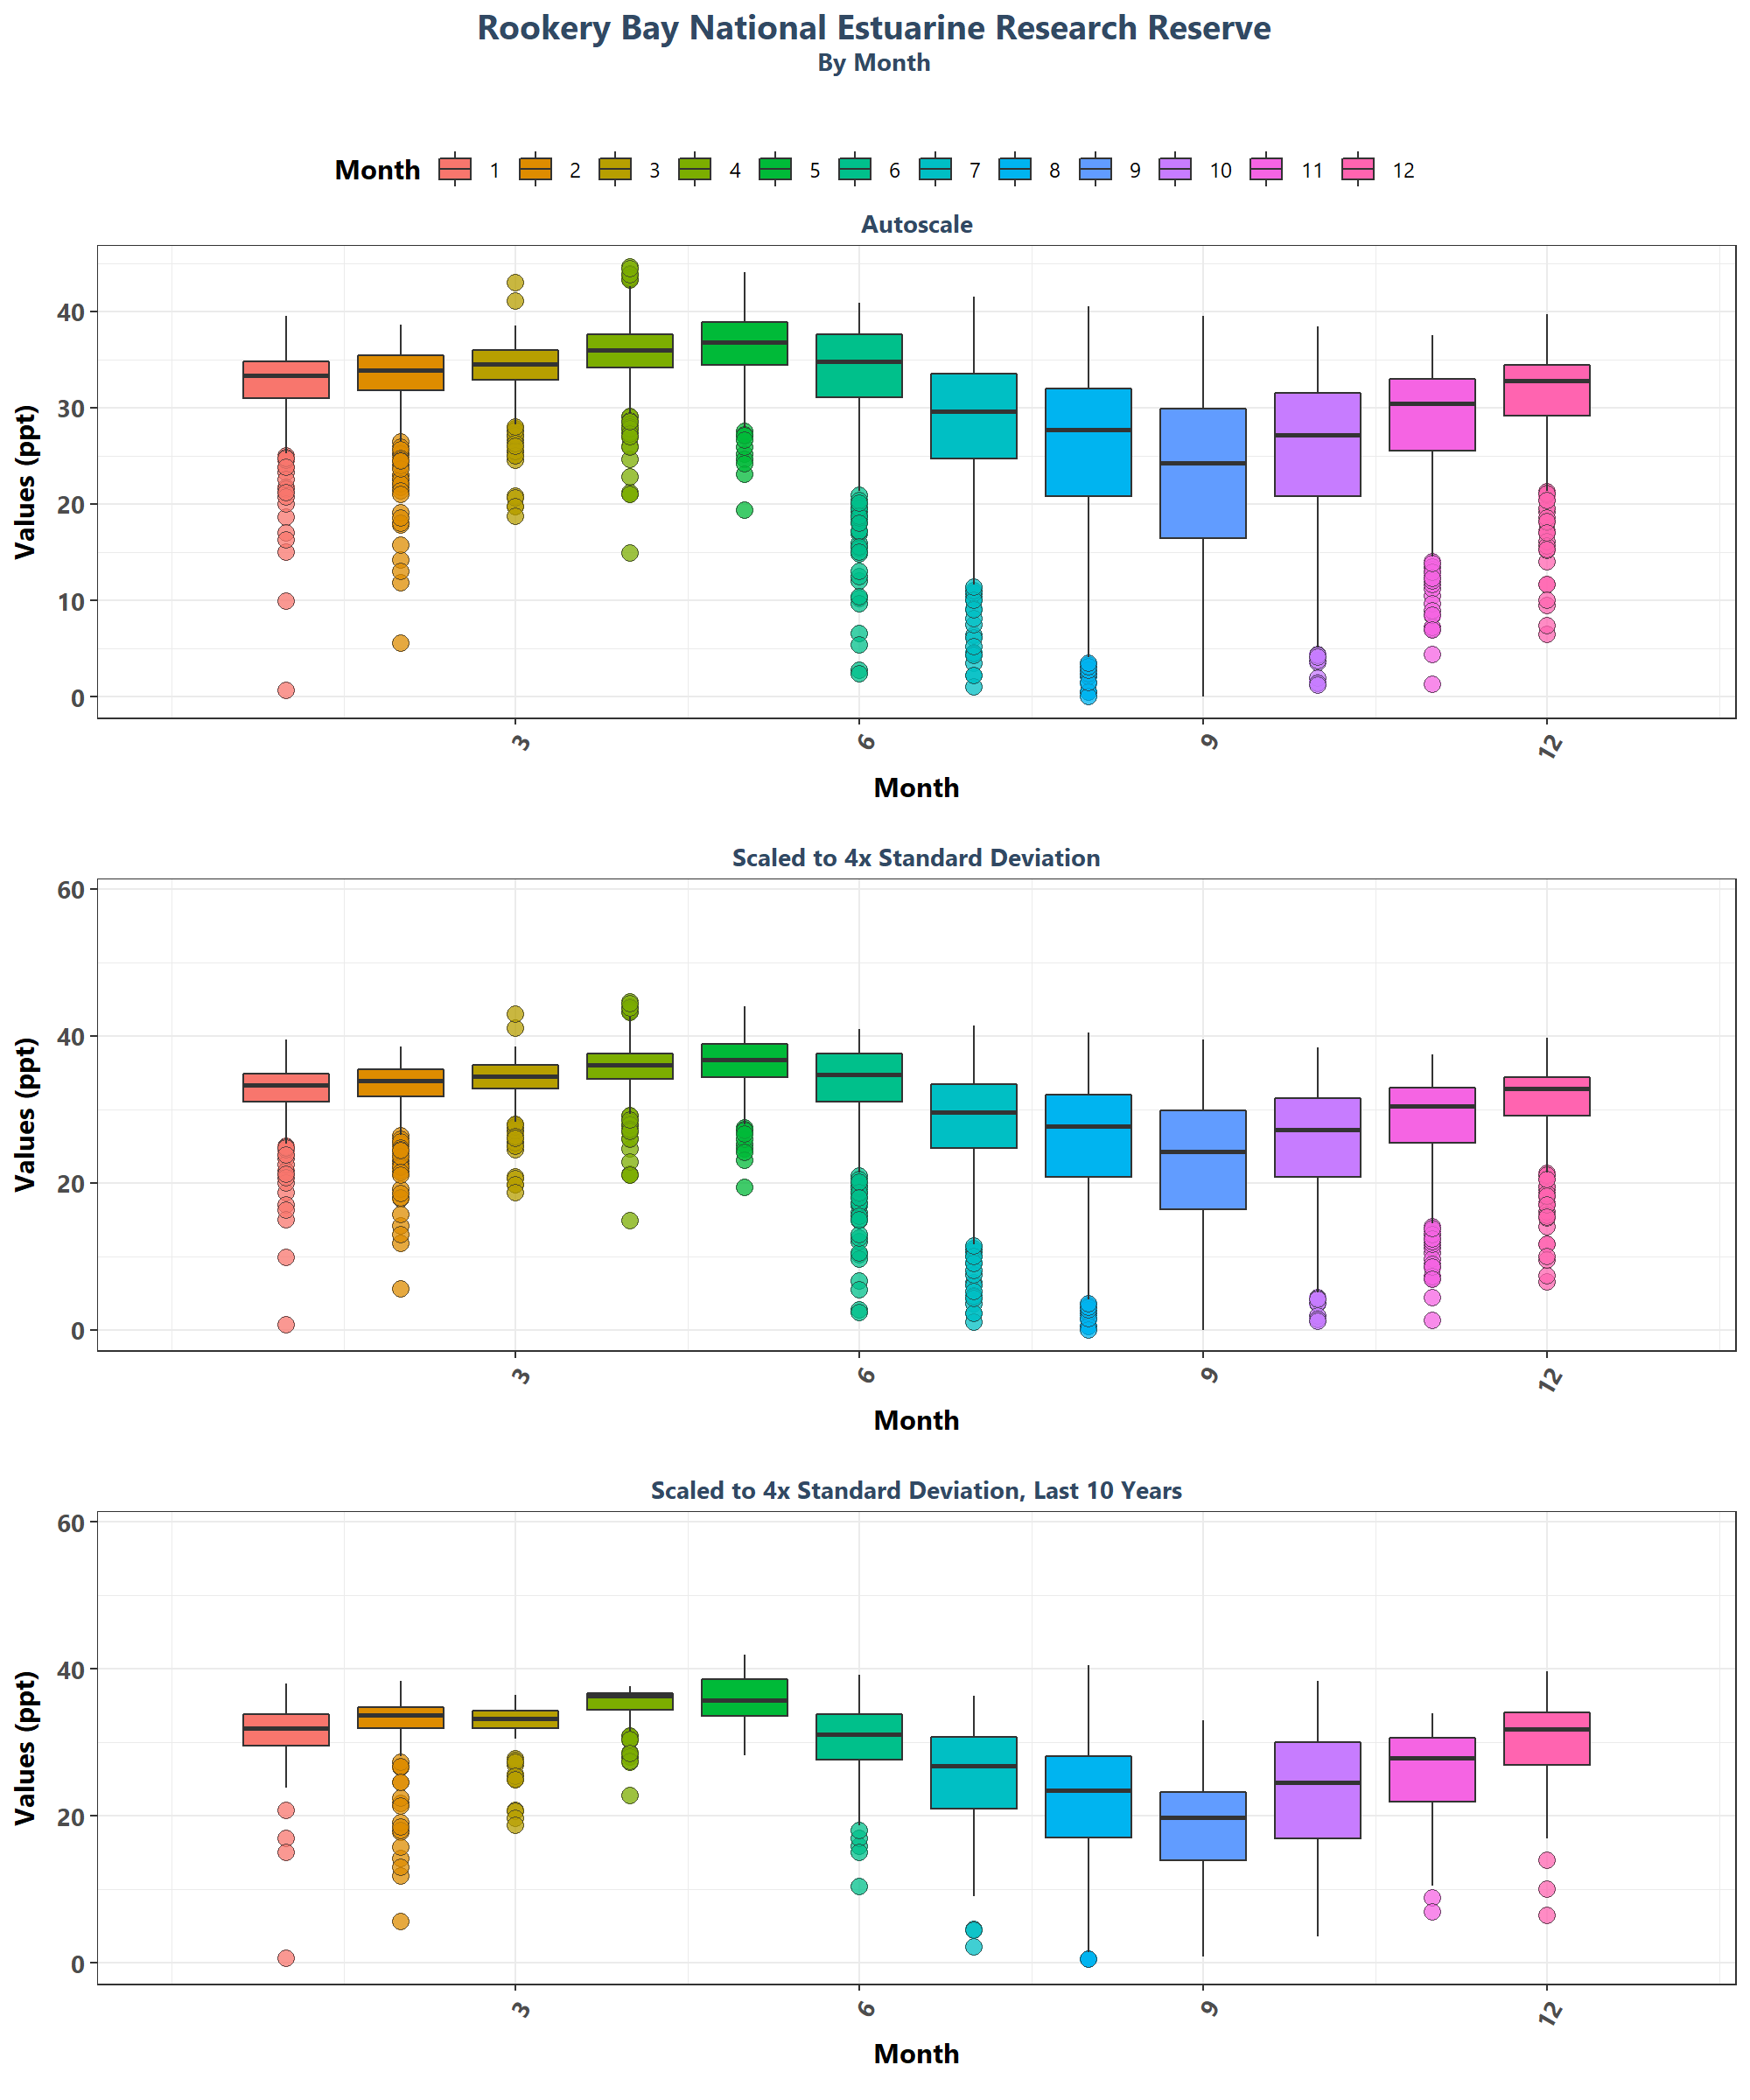 Rookery Bay National Estuarine Research Reserve
By Month
Month 1 2 3 4 5 6 7 8 9 10 11 12
Autoscale
Values (ppt)
40
30
20
10
0
3 6 9 12
Month
Scaled to 4x Standard Deviation
Values (ppt)
60
40
20
0
3 6 9 12
Month
Scaled to 4x Standard Deviation, Last 10 Years
Values (ppt)
60
40
20
0
3 6 9 12
Month